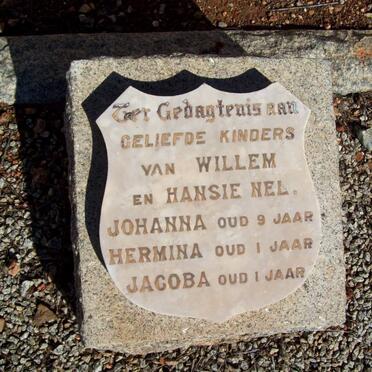 Ter Gedagtenis aan
GELIEFDE KINDERS
VAN WILLEM
EN HANSIE NEL.
JOHANNA OUD 9 JAAR
HERMINA OUD 1 JAAR
JACOBA OUD 1 JAAR